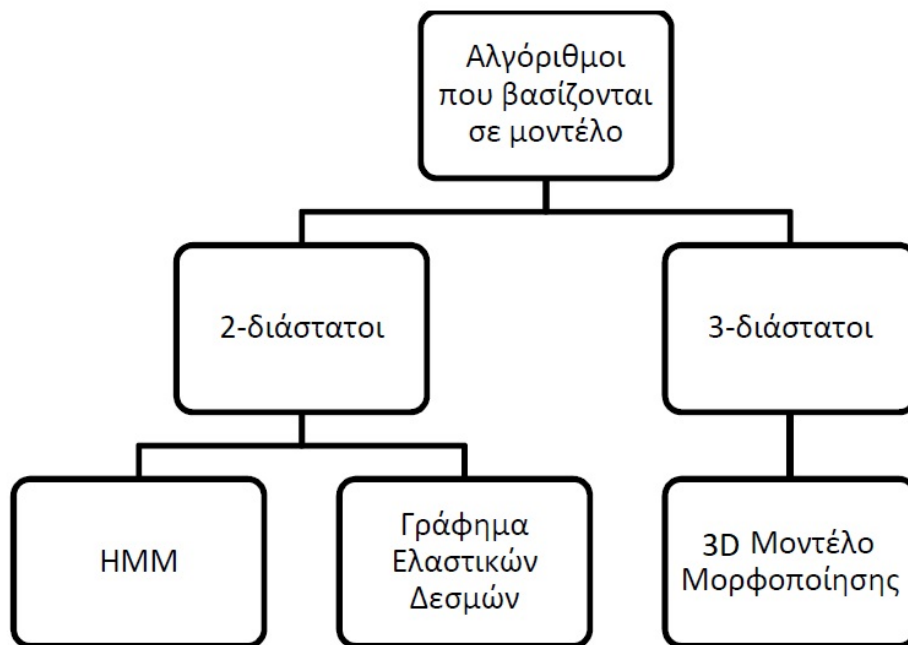 Αλγόριθμοι
που βασίζονται
σε μοντέλο
2-διάστατοι
3-διάστατοι
HMM
Γράφημα
Ελαστικών
Δεσμών
3D Μοντέλο
Μορφοποίησης